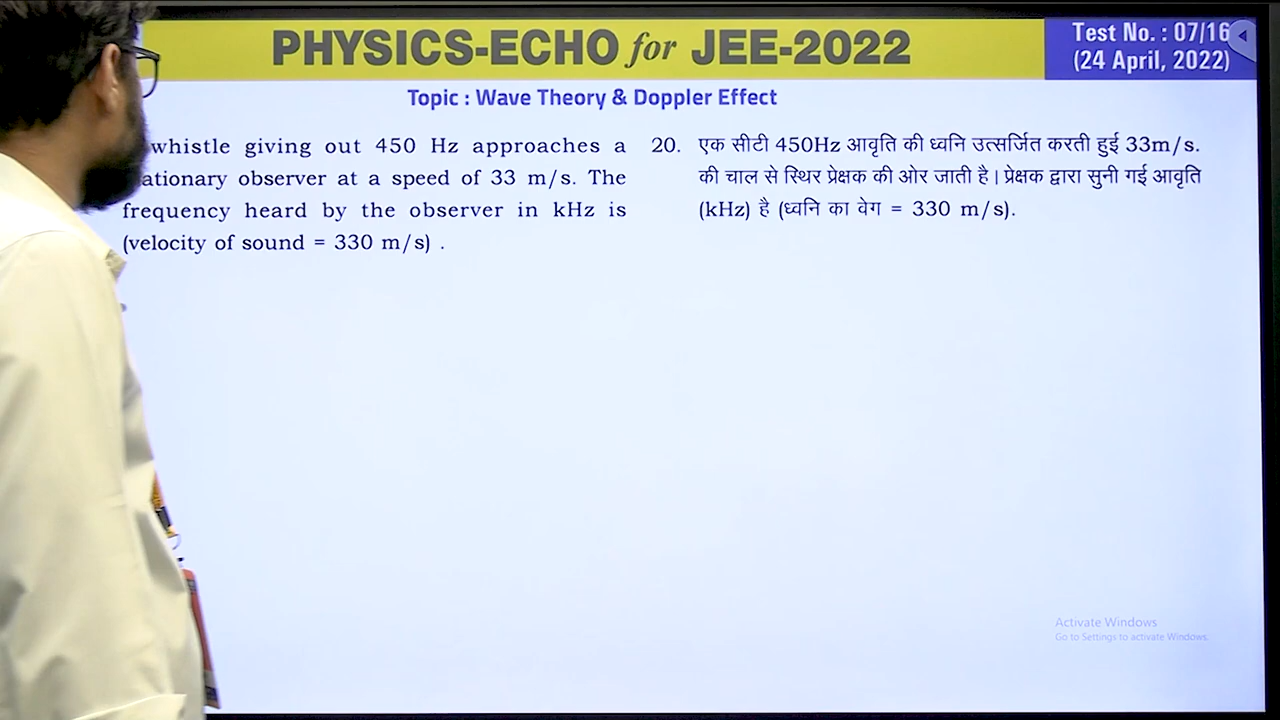 PHYSICS-ECHO for JEE-2022
Test No. : 07/16
(24 April, 2022)
Topic : Wave Theory & Doppler Effect
whistle giving out 450 Hz approaches a
ationary observer at a speed of 33 m/s. The
frequency heard by the observer in kHz is
(velocity of sound = 330 m/s) .
20. एक सीटी 450Hz आवृति की ध्वनि उत्सर्जित करती हुई 33m/s.
की चाल से स्थिर प्रेक्षक की ओर जाती है। प्रेक्षक द्वारा सुनी गई आवृति
(kHz) है (ध्वनि का वेग = 330 m/s).
Activate Windows
Go to Settings to activate Windows.